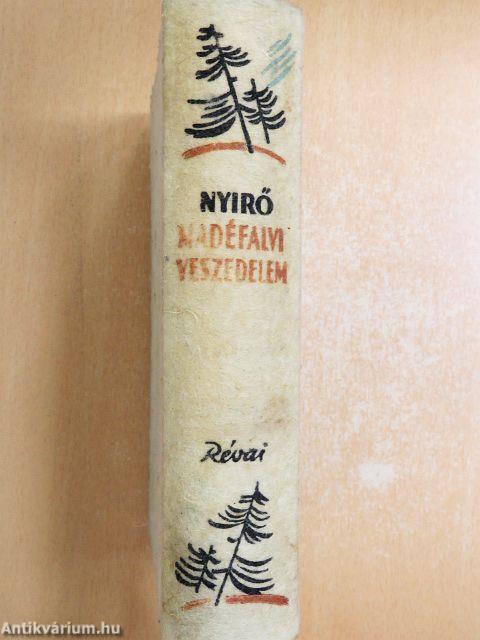 NYIRŐ
MADÉFALVI
VESZEDELEM
Révai
Antikvárium.hu